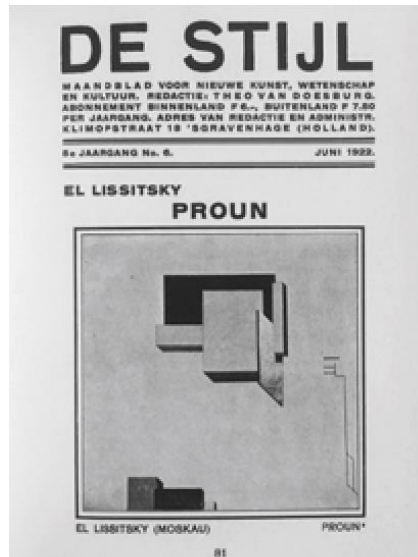 DE STIJL
MAANDBLAD VOOR NIEUWE KUNST, WETENSCHAP
EN KULTUUR. REDACTIE: THEO VAN DOESBURG.
ABONNEMENT BINNENLAND F 6.-, BUITENLAND F 7.50
PER JAARGANG. ADRES VAN REDACTIE EN ADMINISTR.
KLIMOPSTRAAT 18 'SGRAVENHAGE (HOLLAND).
5e JAARGANG No. 6. JUNI 1922.
EL LISSITSKY
PROUN
EL LISSITSKY (MOSKAU) PROUN*
81